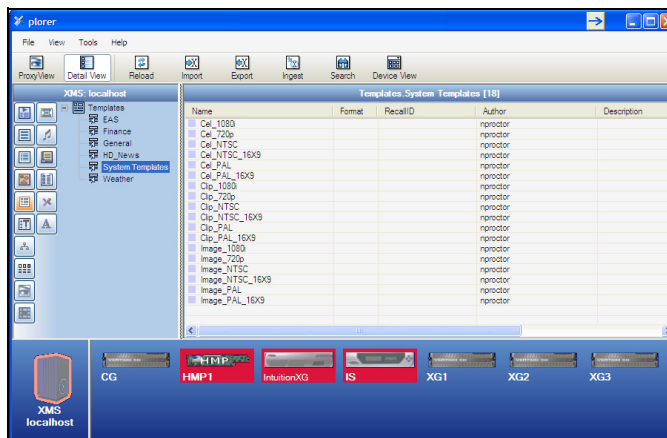 plorer
File View Tools Help
ProxyView Detail View Reload Import Export Ingest Search Device View
XMS: localhost
Templates
EAS
Finance
General
HD_News
System Templates
Weather
Templates.System Templates [18]
Name Format RecallID Author Description
Cel_1080i nproctor
Cel_720p nproctor
Cel_NTSC nproctor
Cel_NTSC_16X9 nproctor
Cel_PAL nproctor
Cel_PAL_16X9 nproctor
Clip_1080i nproctor
Clip_720p nproctor
Clip_NTSC nproctor
Clip_NTSC_16X9 nproctor
Clip_PAL nproctor
Clip_PAL_16X9 nproctor
Image_1080i nproctor
Image_720p nproctor
Image_NTSC nproctor
Image_NTSC_16X9 nproctor
Image_PAL nproctor
Image_PAL_16X9 nproctor
HMP
CG HMP1 IntuitionXG IS XG1 XG2 XG3
XMS
localhost